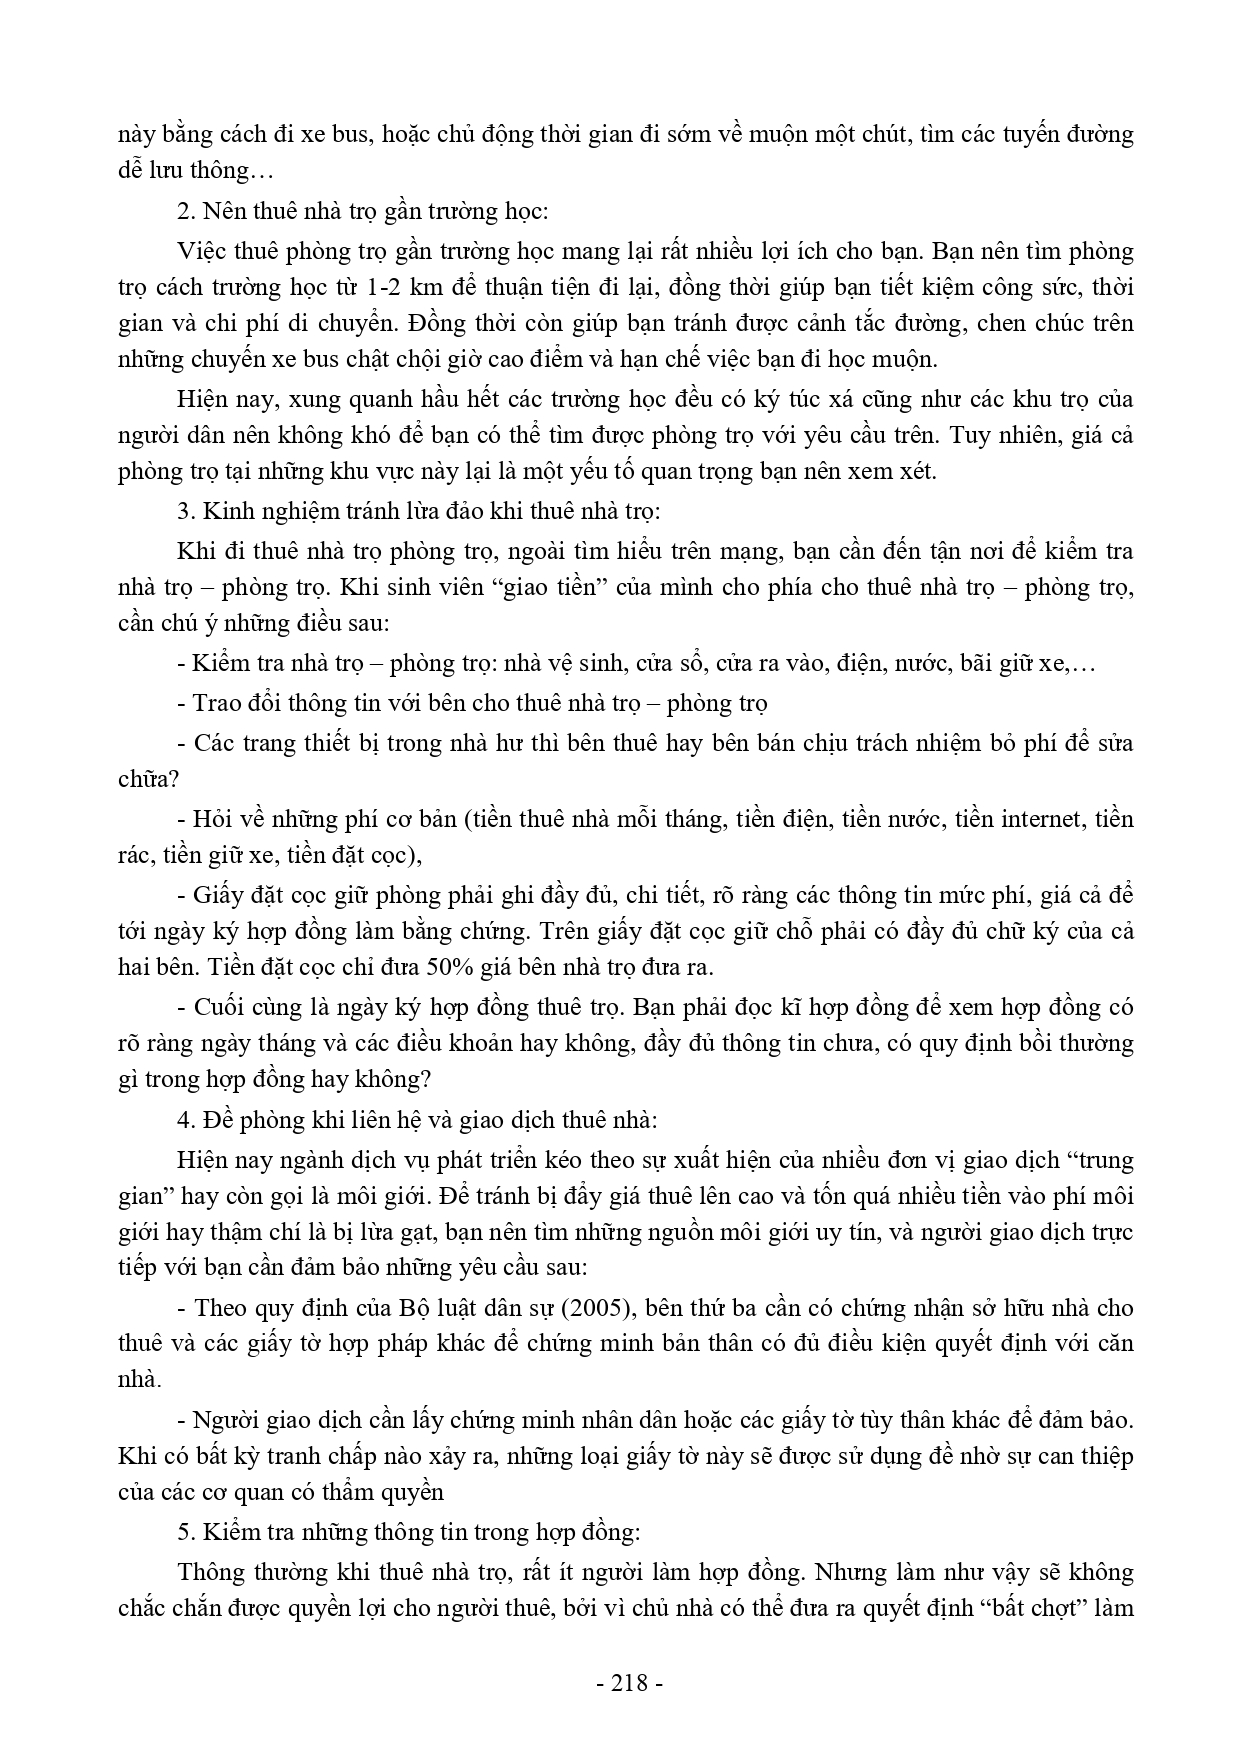 này bằng cách đi xe bus, hoặc chủ động thời gian đi sớm về muộn một chút, tìm các tuyến đường
dễ lưu thông…
2. Nên thuê nhà trọ gần trường học:
Việc thuê phòng trọ gần trường học mang lại rất nhiều lợi ích cho bạn. Bạn nên tìm phòng
trọ cách trường học từ 1-2 km để thuận tiện đi lại, đồng thời giúp bạn tiết kiệm công sức, thời
gian và chi phí di chuyển. Đồng thời còn giúp bạn tránh được cảnh tắc đường, chen chúc trên
những chuyến xe bus chật chội giờ cao điểm và hạn chế việc bạn đi học muộn.
Hiện nay, xung quanh hầu hết các trường học đều có ký túc xá cũng như các khu trọ của
người dân nên không khó để bạn có thể tìm được phòng trọ với yêu cầu trên. Tuy nhiên, giá cả
phòng trọ tại những khu vực này lại là một yếu tố quan trọng bạn nên xem xét.
3. Kinh nghiệm tránh lừa đảo khi thuê nhà trọ:
Khi đi thuê nhà trọ phòng trọ, ngoài tìm hiểu trên mạng, bạn cần đến tận nơi để kiểm tra
nhà trọ – phòng trọ. Khi sinh viên “giao tiền” của mình cho phía cho thuê nhà trọ – phòng trọ,
cần chú ý những điều sau:
- Kiểm tra nhà trọ – phòng trọ: nhà vệ sinh, cửa sổ, cửa ra vào, điện, nước, bãi giữ xe,…
- Trao đổi thông tin với bên cho thuê nhà trọ – phòng trọ
- Các trang thiết bị trong nhà hư thì bên thuê hay bên bán chịu trách nhiệm bỏ phí để sửa
chữa?
- Hỏi về những phí cơ bản (tiền thuê nhà mỗi tháng, tiền điện, tiền nước, tiền internet, tiền
rác, tiền giữ xe, tiền đặt cọc),
- Giấy đặt cọc giữ phòng phải ghi đầy đủ, chi tiết, rõ ràng các thông tin mức phí, giá cả để
tới ngày ký hợp đồng làm bằng chứng. Trên giấy đặt cọc giữ chỗ phải có đầy đủ chữ ký của cả
hai bên. Tiền đặt cọc chỉ đưa 50% giá bên nhà trọ đưa ra.
- Cuối cùng là ngày ký hợp đồng thuê trọ. Bạn phải đọc kĩ hợp đồng để xem hợp đồng có
rõ ràng ngày tháng và các điều khoản hay không, đầy đủ thông tin chưa, có quy định bồi thường
gì trong hợp đồng hay không?
4. Đề phòng khi liên hệ và giao dịch thuê nhà:
Hiện nay ngành dịch vụ phát triển kéo theo sự xuất hiện của nhiều đơn vị giao dịch “trung
gian” hay còn gọi là môi giới. Để tránh bị đẩy giá thuê lên cao và tốn quá nhiều tiền vào phí môi
giới hay thậm chí là bị lừa gạt, bạn nên tìm những nguồn môi giới uy tín, và người giao dịch trực
tiếp với bạn cần đảm bảo những yêu cầu sau:
- Theo quy định của Bộ luật dân sự (2005), bên thứ ba cần có chứng nhận sở hữu nhà cho
thuê và các giấy tờ hợp pháp khác để chứng minh bản thân có đủ điều kiện quyết định với căn
nhà.
- Người giao dịch cần lấy chứng minh nhân dân hoặc các giấy tờ tùy thân khác để đảm bảo.
Khi có bất kỳ tranh chấp nào xảy ra, những loại giấy tờ này sẽ được sử dụng đề nhờ sự can thiệp
của các cơ quan có thẩm quyền
5. Kiểm tra những thông tin trong hợp đồng:
Thông thường khi thuê nhà trọ, rất ít người làm hợp đồng. Nhưng làm như vậy sẽ không
chắc chắn được quyền lợi cho người thuê, bởi vì chủ nhà có thể đưa ra quyết định “bất chợt” làm
- 218 -